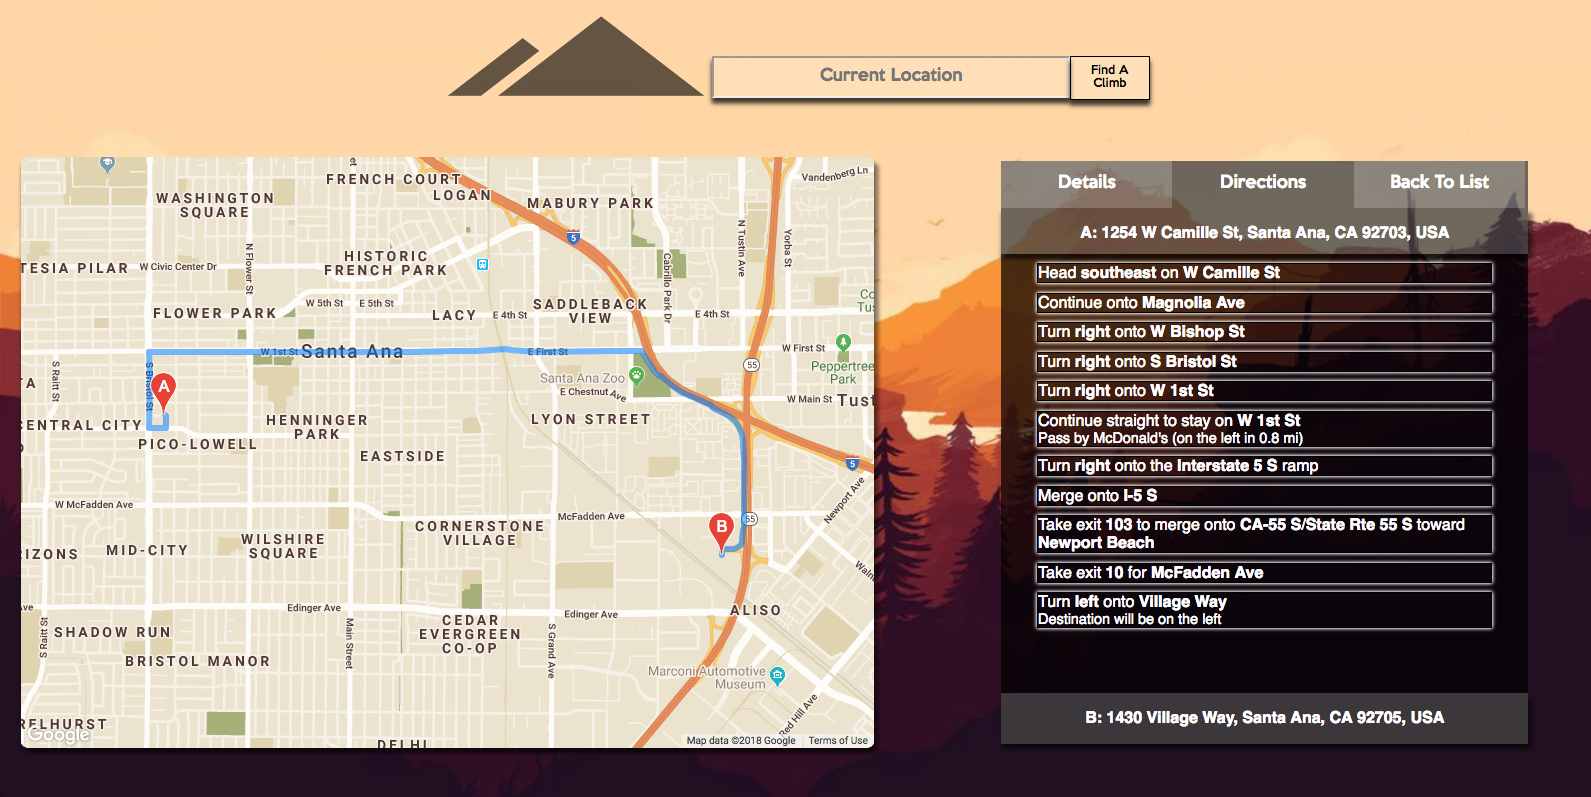 Current Location
Find A
Climb
FRENCH COURT
LOGAN
Vandenberg Ln
WASHINGTON
SQUARE
MABURY PARK
N Tustin Ave
Yorba St
5
N Flower St
HISTORIC
FRENCH PARK
Cabrillo Park Dr
TESIA PILAR
W Civic Center Dr
W 5th St
E 5th St
SADDLEBACK
VIEW
Co
Tus
FLOWER PARK
LACY
E 4th St
E 4th St
W 1st St
Santa Ana
E First St
W First St
S Raitt St
S Bristol St
A
Santa Ana Zoo
55
Peppertree
Park
E Chestnut Ave
W Main St
Tust
CENTRAL CITY
HENNINGER
PARK
LYON STREET
PICO-LOWELL
EASTSIDE
5
Newport Ave
W McFadden Ave
McFadden Ave
B
55
CORNERSTONE
VILLAGE
RIZONS
MID-CITY
WILSHIRE
SQUARE
Waln
ve
Edinger Ave
Edinger Ave
ALISO
SHADOW RUN
S Raitt St
Main Street
CEDAR
EVERGREEN
CO-OP
S Grand Ave
BRISTOL MANOR
Marconi Automotive
Museum
Red Hill Ave
RELHURST
Google
DELHI
Map data ©2018 Google
Terms of Use
Details
Directions
Back To List
A: 1254 W Camille St, Santa Ana, CA 92703, USA
Head southeast on W Camille St
Continue onto Magnolia Ave
Turn right onto W Bishop St
Turn right onto S Bristol St
Turn right onto W 1st St
Continue straight to stay on W 1st St
Pass by McDonald's (on the left in 0.8 mi)
Turn right onto the Interstate 5 S ramp
Merge onto I-5 S
Take exit 103 to merge onto CA-55 S/State Rte 55 S toward
Newport Beach
Take exit 10 for McFadden Ave
Turn left onto Village Way
Destination will be on the left
B: 1430 Village Way, Santa Ana, CA 92705, USA